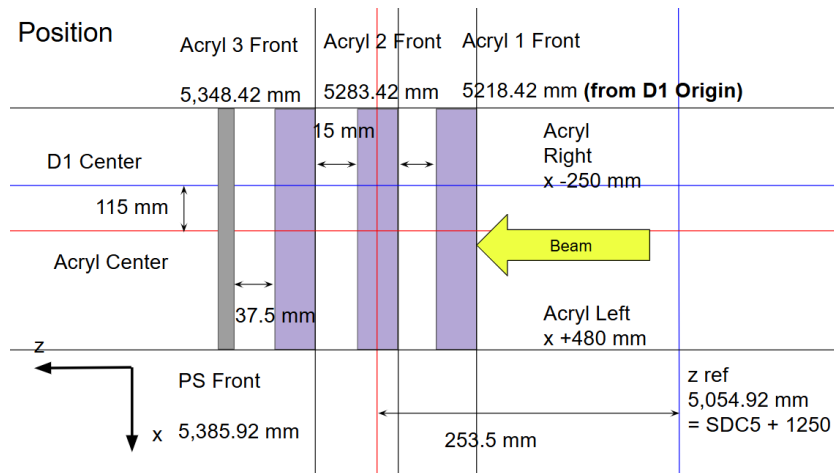 Position
Acryl 3 Front
Acryl 2 Front
Acryl 1 Front
5,348.42 mm
5283.42 mm
5218.42 mm (from D1 Origin)
15 mm
Acryl
Right
x -250 mm
D1 Center
115 mm
Beam
Acryl Center
37.5 mm
Acryl Left
x +480 mm
z
x
PS Front
5,385.92 mm
z ref
5,054.92 mm
= SDC5 + 1250
253.5 mm